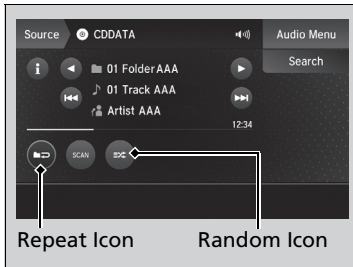 Source CDDATA Audio Menu
01 FolderAAA Search
01 Track AAA
Artist AAA
12:34
SCAN
Repeat Icon Random Icon